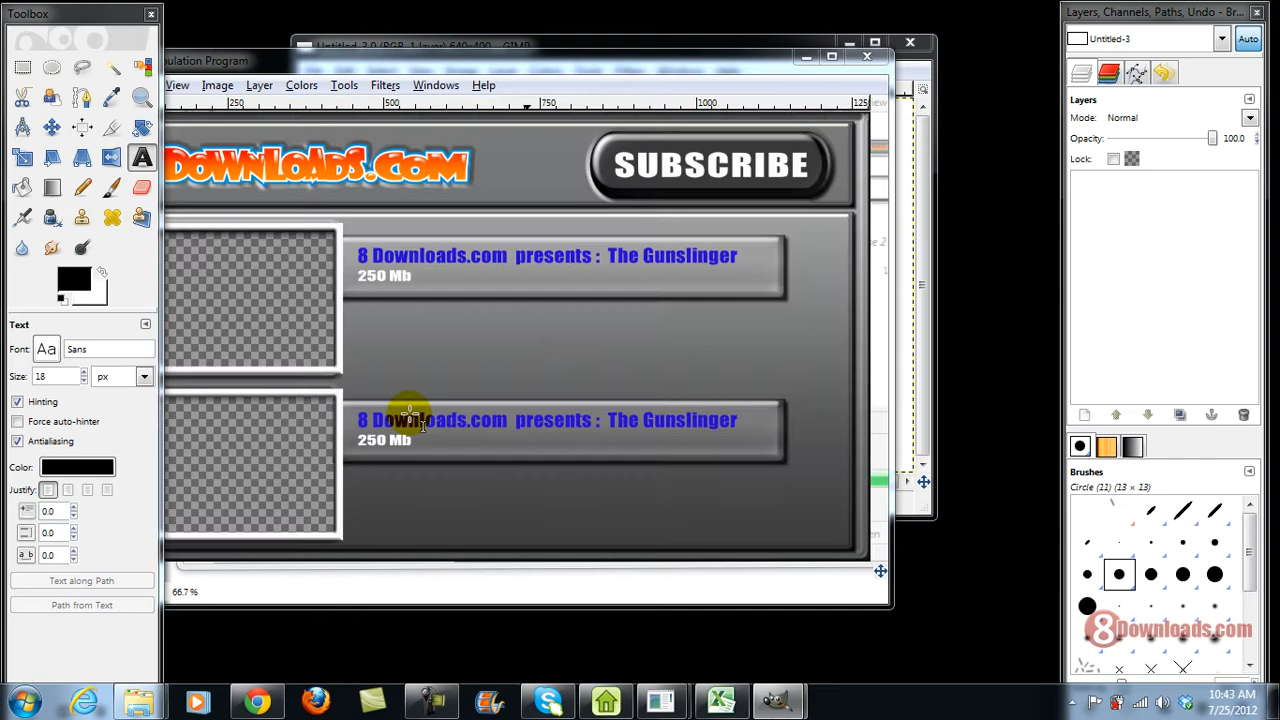 Toolbox
Layers, Channels, Paths, Undo - Br...
Untitled-3
Auto
View Image Layer Colors Tools Filters Windows Help
250 500 750 1000 1250
Downloads.com
SUBSCRIBE
8 Downloads.com presents : The Gunslinger
250 Mb
8 Downloads.com presents : The Gunslinger
250 Mb
66.7 %
Text
Font: Aa Sans
Size: 18 px
Hinting
Force auto-hinter
Antialiasing
Color:
Justify:
0.0
0.0
0.0
Text along Path
Path from Text
Layers
Mode: Normal
Opacity: 100.0
Lock:
Brushes
Circle (11) (13 × 13)
8Downloads.com
10:43 AM
7/25/2012